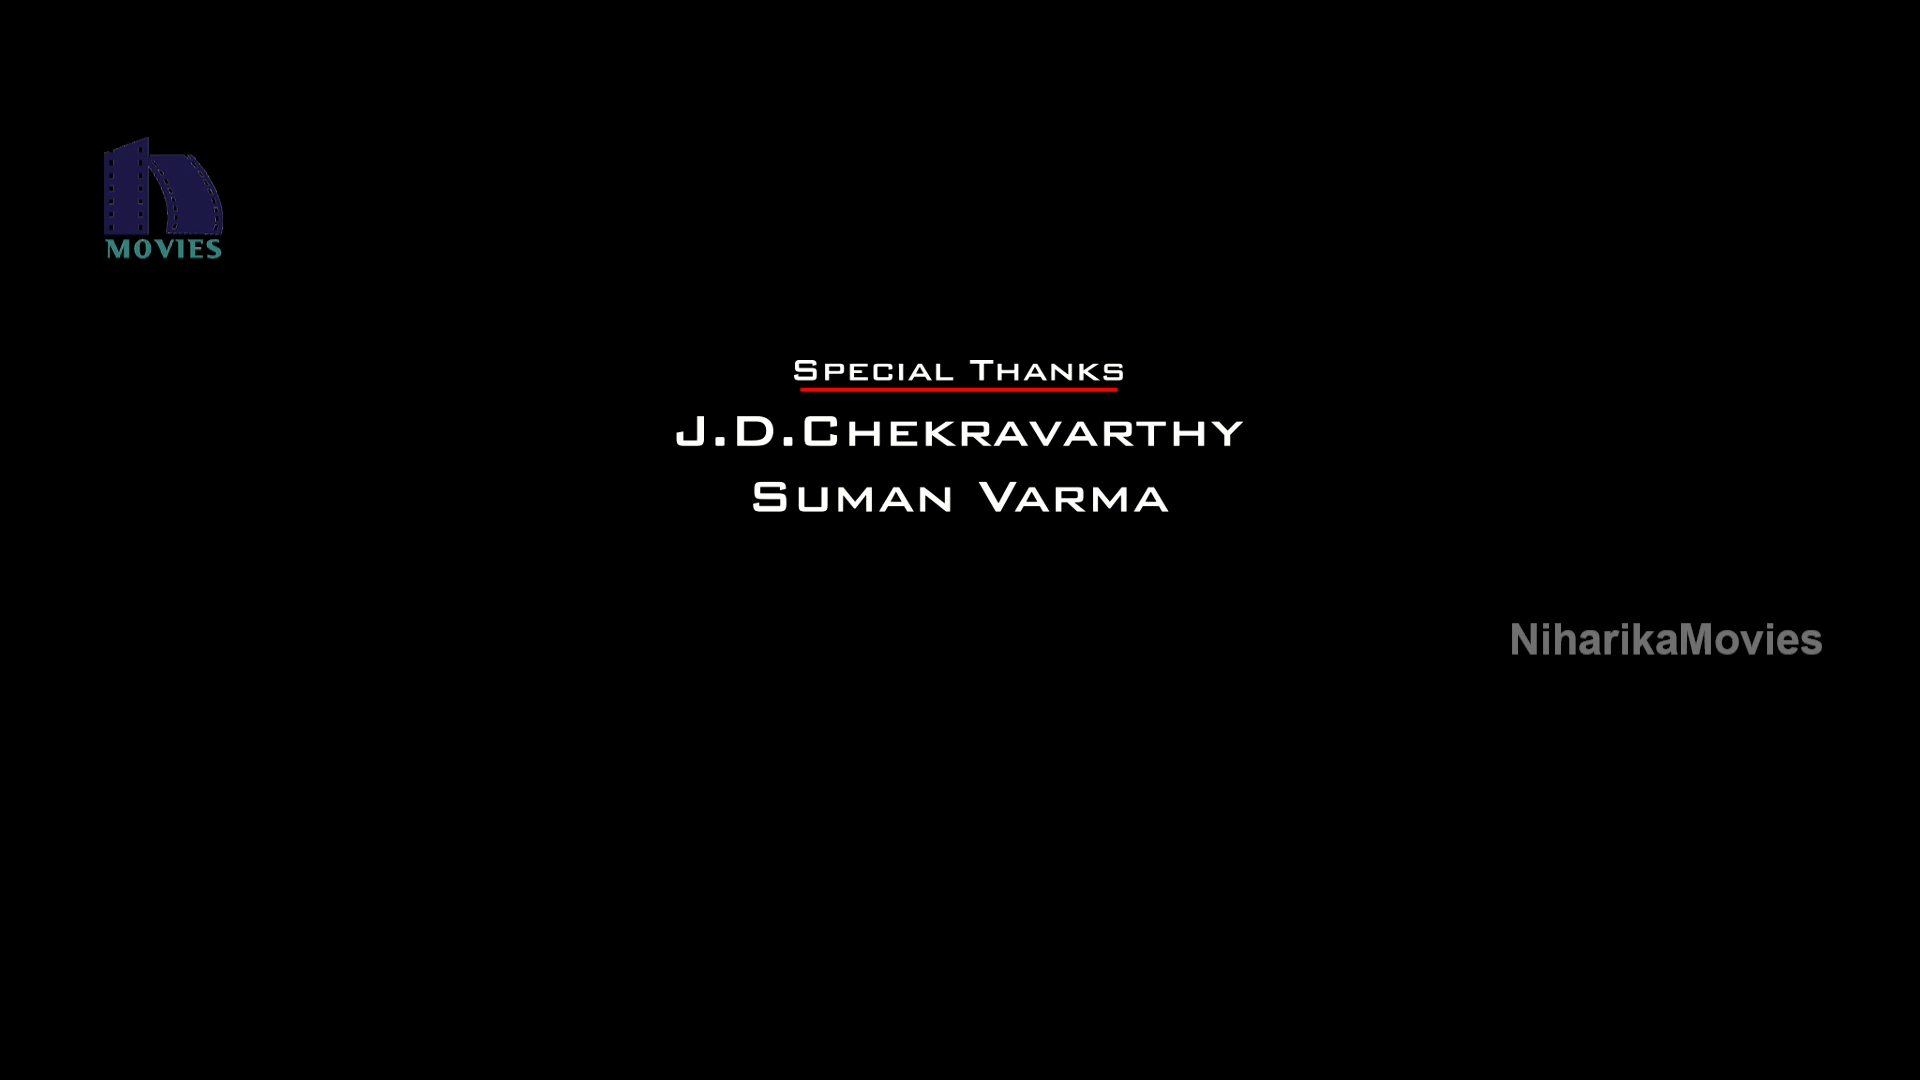 MOVIES
Special Thanks
J.D.Chekravarthy
Suman Varma
NiharikaMovies